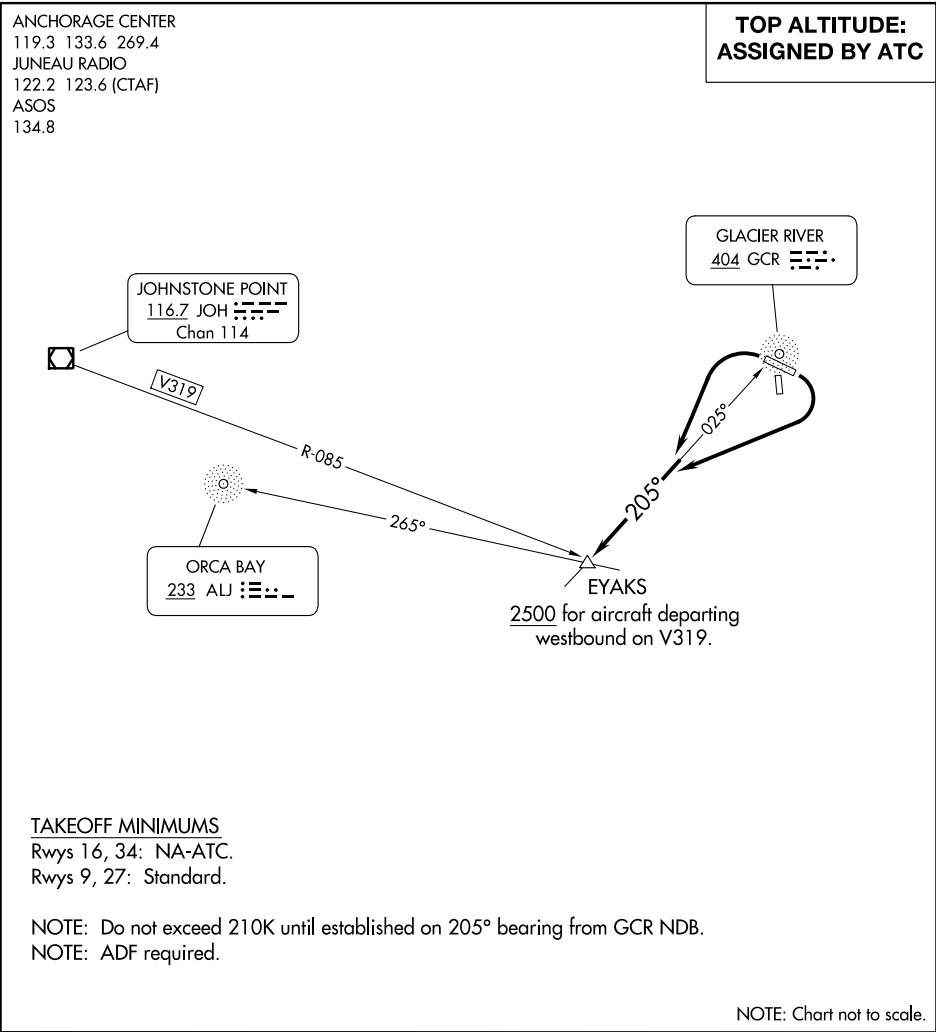 ANCHORAGE CENTER
119.3 133.6 269.4
JUNEAU RADIO
122.2 123.6 (CTAF)
ASOS
134.8
TOP ALTITUDE:
ASSIGNED BY ATC
GLACIER RIVER
404 GCR
JOHNSTONE POINT
116.7 JOH
Chan 114
V319
R-085
025°
205°
265°
ORCA BAY
233 ALJ
EYAKS
2500 for aircraft departing
westbound on V319.
TAKEOFF MINIMUMS
Rwys 16, 34: NA-ATC.
Rwys 9, 27: Standard.
NOTE: Do not exceed 210K until established on 205° bearing from GCR NDB.
NOTE: ADF required.
NOTE: Chart not to scale.